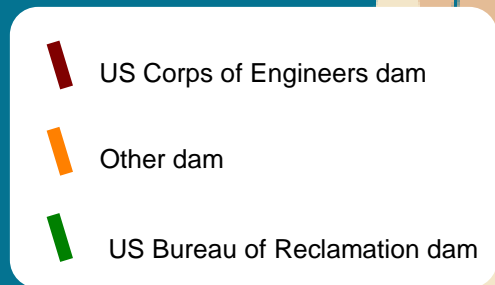 US Corps of Engineers dam
Other dam
US Bureau of Reclamation dam